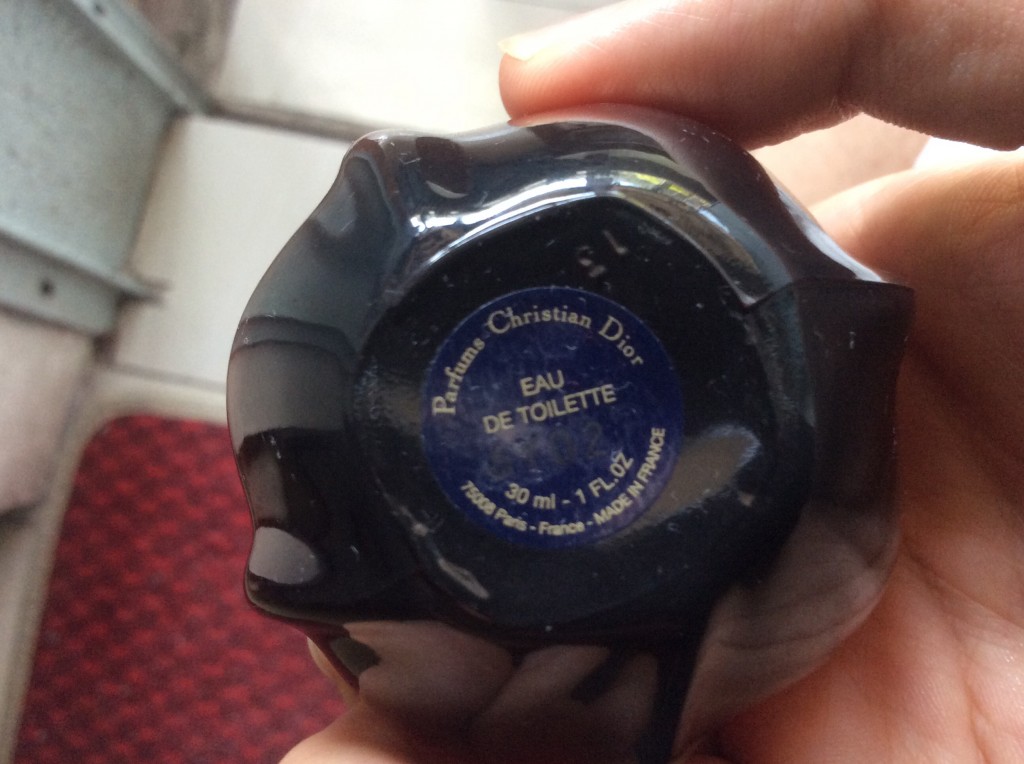 Parfums Christian Dior
EAU
DE TOILETTE
30 ml - 1 FL.OZ
75008 Paris - France - MADE IN FRANCE